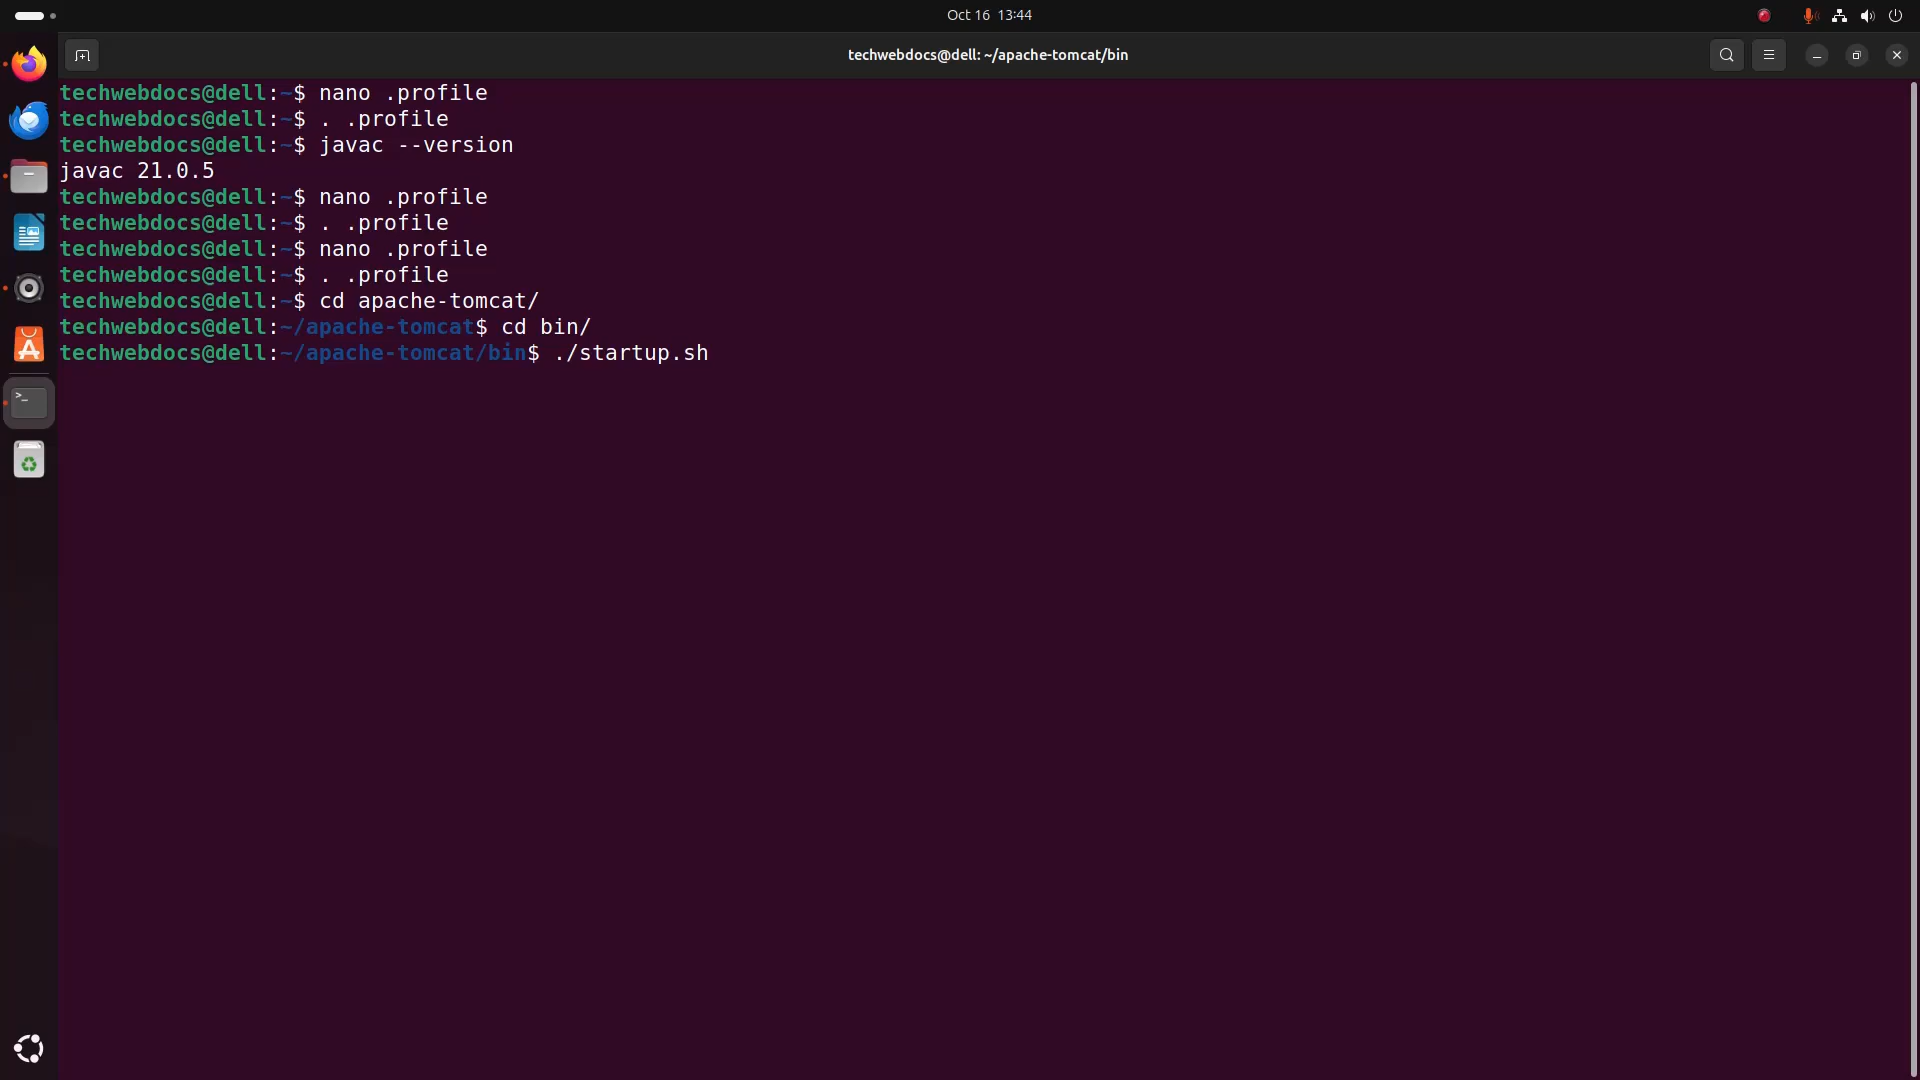 Oct 16 13:44
techwebdocs@dell: ~/apache-tomcat/bin
techwebdocs@dell:~$ nano .profile
techwebdocs@dell:~$ . .profile
techwebdocs@dell:~$ javac --version
javac 21.0.5
techwebdocs@dell:~$ nano .profile
techwebdocs@dell:~$ . .profile
techwebdocs@dell:~$ nano .profile
techwebdocs@dell:~$ . .profile
techwebdocs@dell:~$ cd apache-tomcat/
techwebdocs@dell:~/apache-tomcat$ cd bin/
techwebdocs@dell:~/apache-tomcat/bin$ ./startup.sh